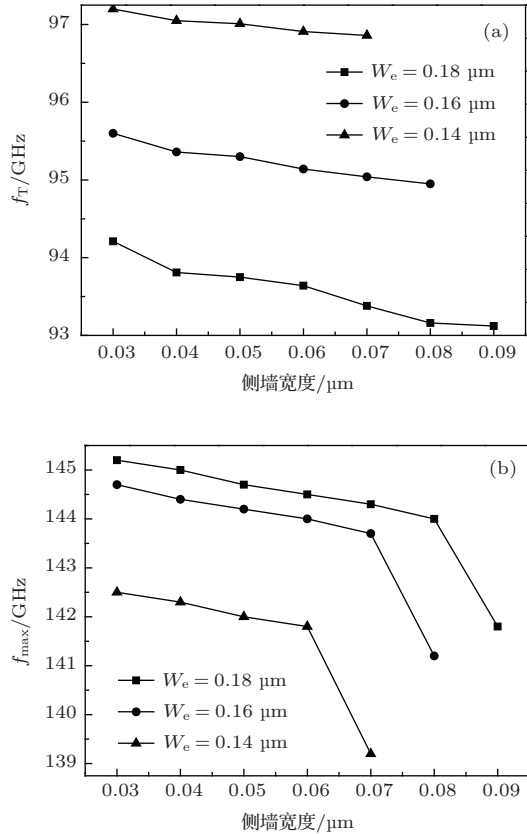 97
96
95
94
93
f_T/GHz
(a)
W_e = 0.18 µm
W_e = 0.16 µm
W_e = 0.14 µm
0.03 0.04 0.05 0.06 0.07 0.08 0.09
侧墙宽度/µm
145
144
143
142
141
140
139
f_max/GHz
(b)
W_e = 0.18 µm
W_e = 0.16 µm
W_e = 0.14 µm
0.03 0.04 0.05 0.06 0.07 0.08 0.09
侧墙宽度/µm